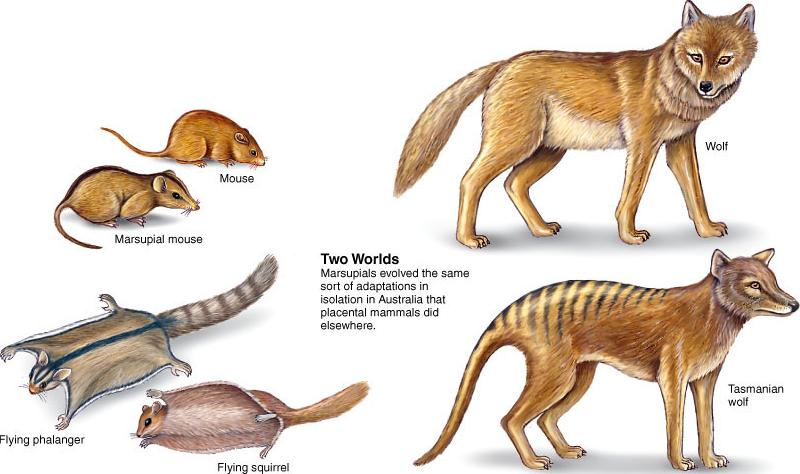 Mouse
Marsupial mouse
Wolf
Two Worlds
Marsupials evolved the same
sort of adaptations in
isolation in Australia that
placental mammals did
elsewhere.
Tasmanian
wolf
Flying phalanger
Flying squirrel